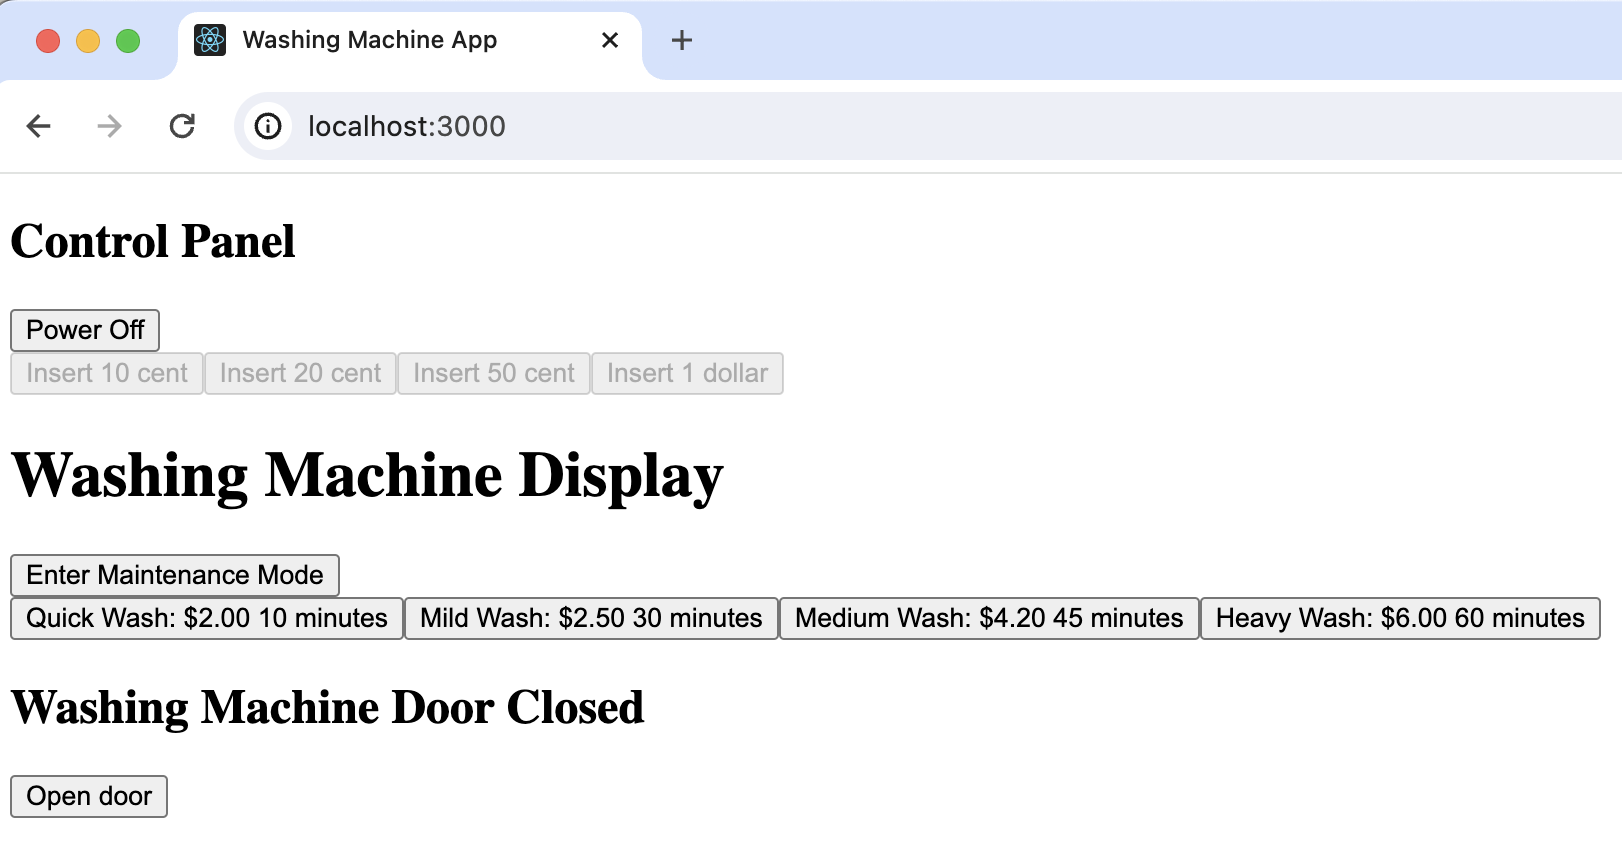 Washing Machine App
localhost:3000
Control Panel
Power Off
Insert 10 cent Insert 20 cent Insert 50 cent Insert 1 dollar
Washing Machine Display
Enter Maintenance Mode
Quick Wash: $2.00 10 minutes Mild Wash: $2.50 30 minutes Medium Wash: $4.20 45 minutes Heavy Wash: $6.00 60 minutes
Washing Machine Door Closed
Open door